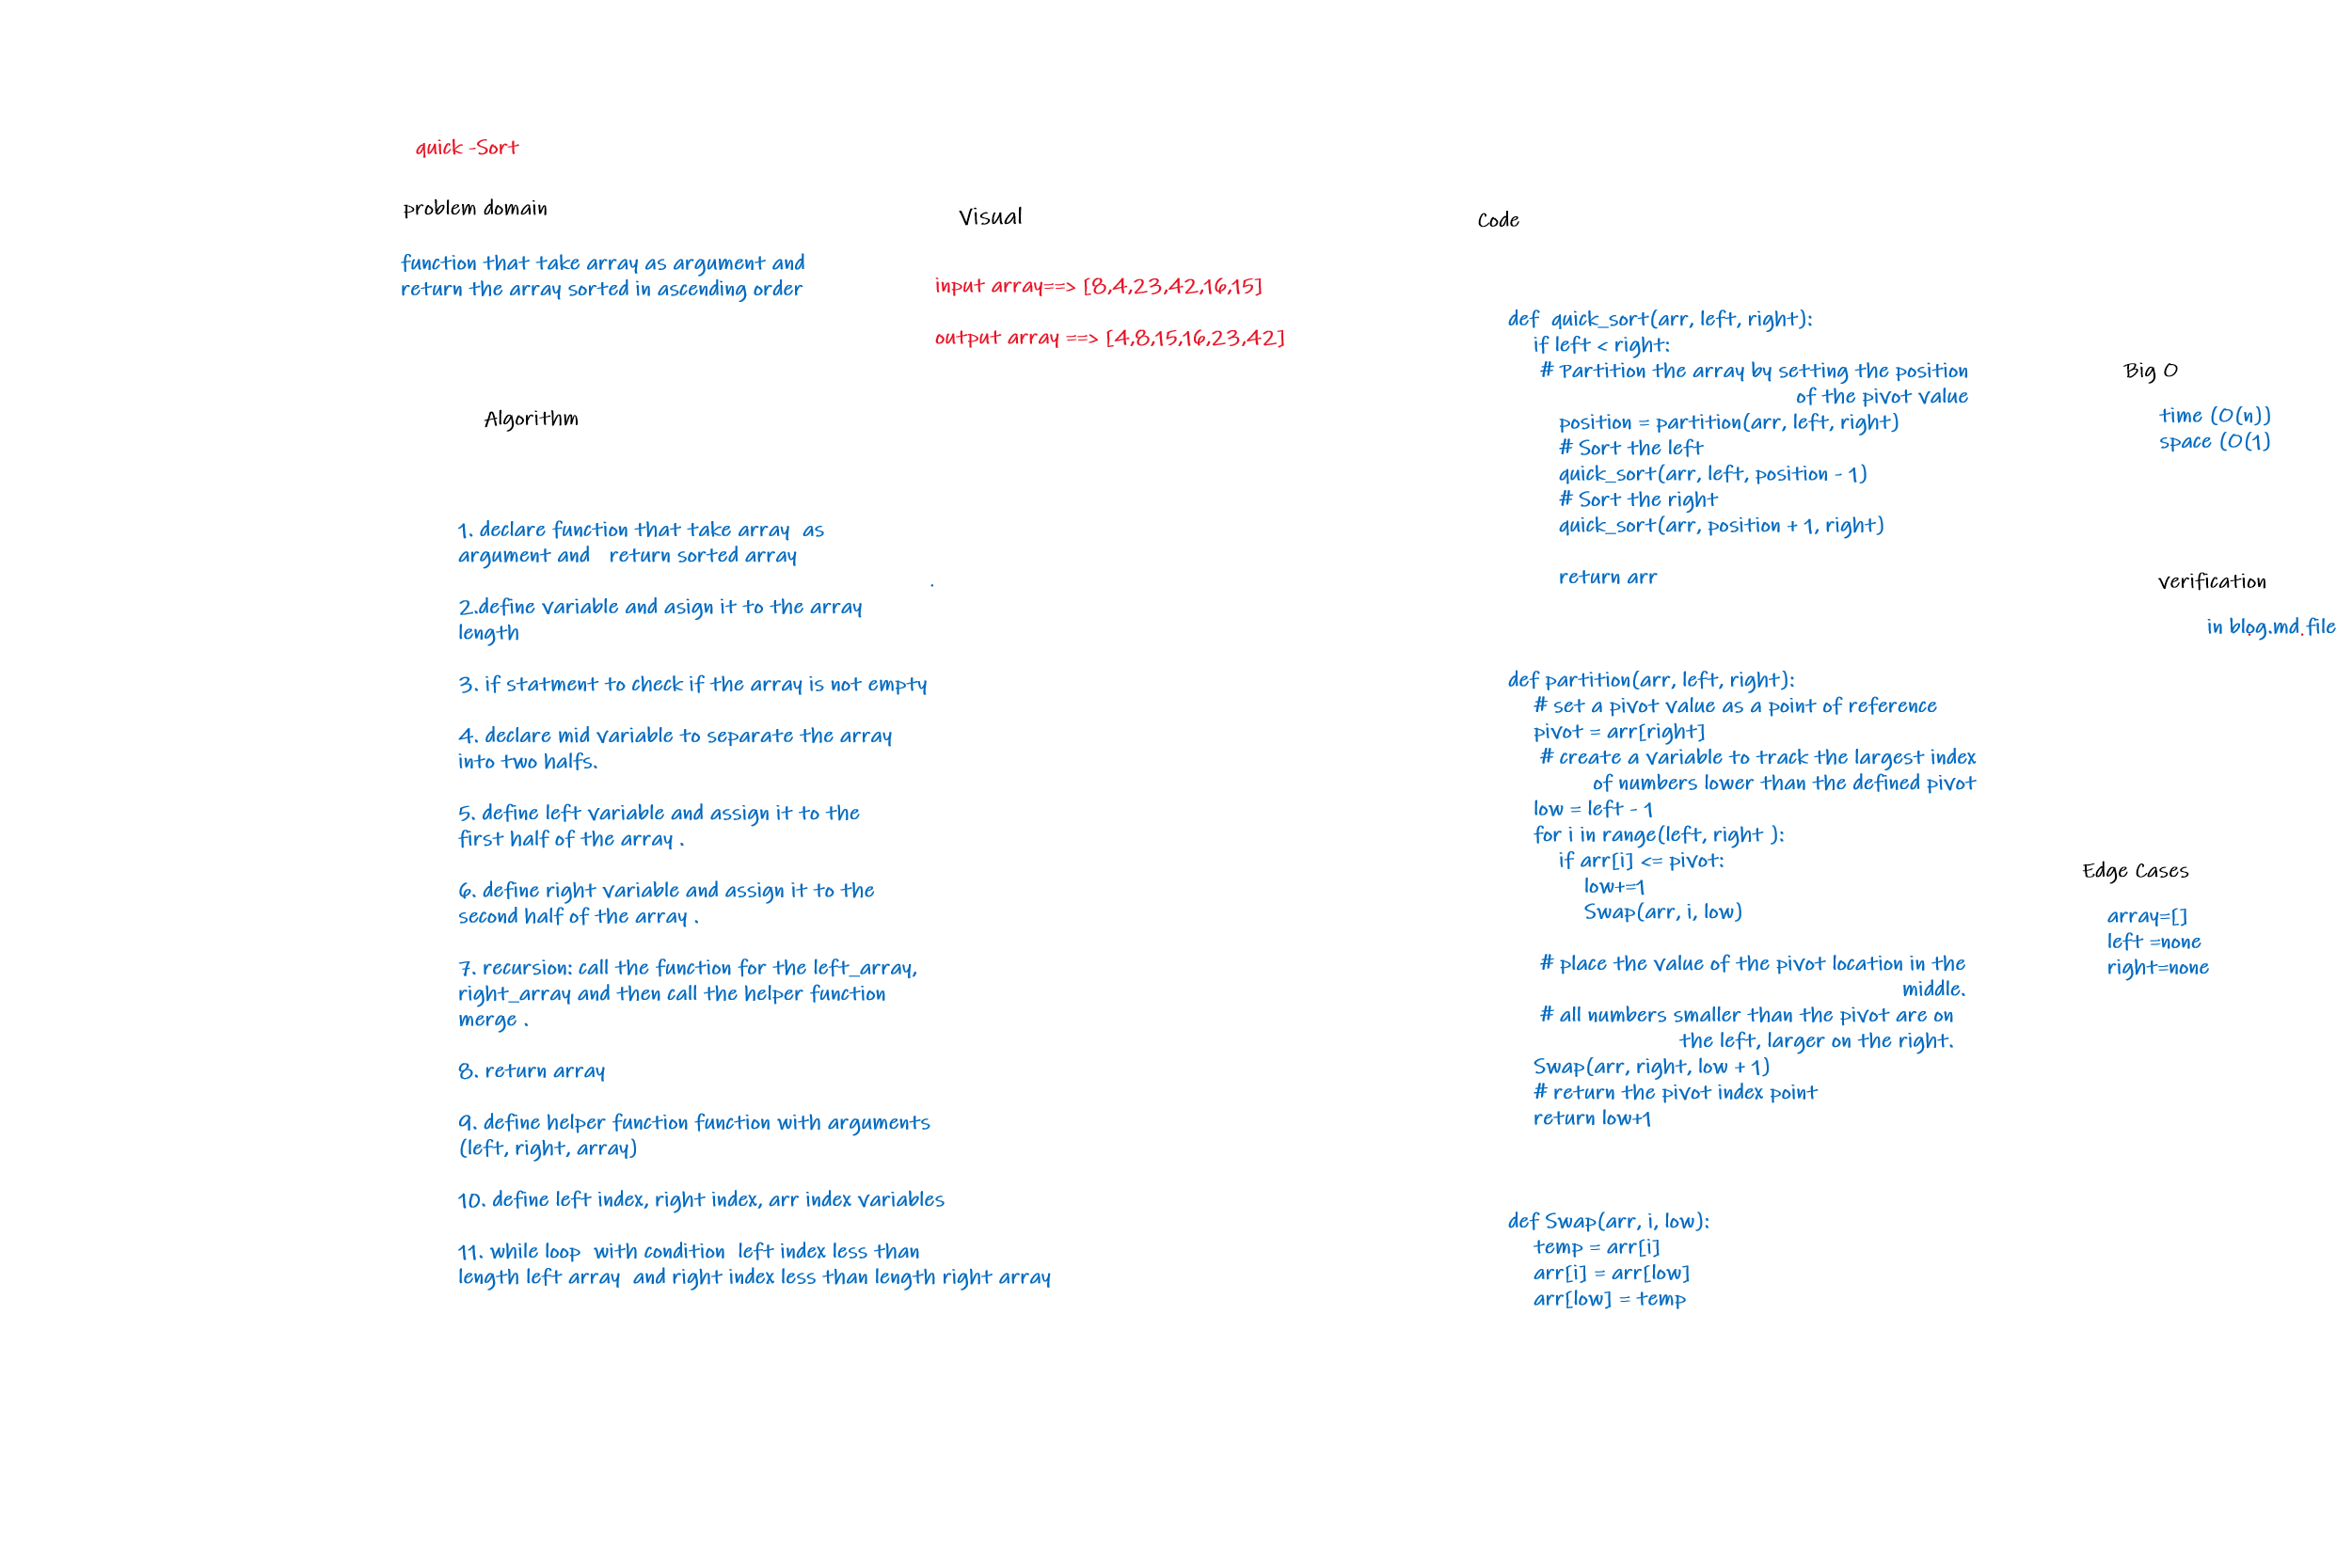 quick -Sort
problem domain
function that take array as argument and
return the array sorted in ascending order
Visual
input array==> [8,4,23,42,16,15]
output array ==> [4,8,15,16,23,42]
Algorithm
1. declare function that take array  as
argument and   return sorted array
2.define variable and asign it to the array
length
3. if statment to check if the array is not empty
4. declare mid variable to separate the array
into two halfs.
5. define left variable and assign it to the
first half of the array .
6. define right variable and assign it to the
second half of the array .
7. recursion: call the function for the left_array,
right_array and then call the helper function
merge .
8. return array
9. define helper function function with arguments
(left, right, array)
10. define left index, right index, arr index variables
11. while loop  with condition  left index less than
length left array  and right index less than length right array
Code
def  quick_sort(arr, left, right):
if left < right:
# Partition the array by setting the position
of the pivot value
position = partition(arr, left, right)
# Sort the left
quick_sort(arr, left, position - 1)
# Sort the right
quick_sort(arr, position + 1, right)
return arr
def partition(arr, left, right):
# set a pivot value as a point of reference
pivot = arr[right]
# create a variable to track the largest index
of numbers lower than the defined pivot
low = left - 1
for i in range(left, right ):
if arr[i] <= pivot:
low+=1
Swap(arr, i, low)
# place the value of the pivot location in the
middle.
# all numbers smaller than the pivot are on
the left, larger on the right.
Swap(arr, right, low + 1)
# return the pivot index point
return low+1
def Swap(arr, i, low):
temp = arr[i]
arr[i] = arr[low]
arr[low] = temp
Big O
time (O(n))
space (O(1)
verification
in blog.md file
Edge Cases
array=[]
left =none
right=none